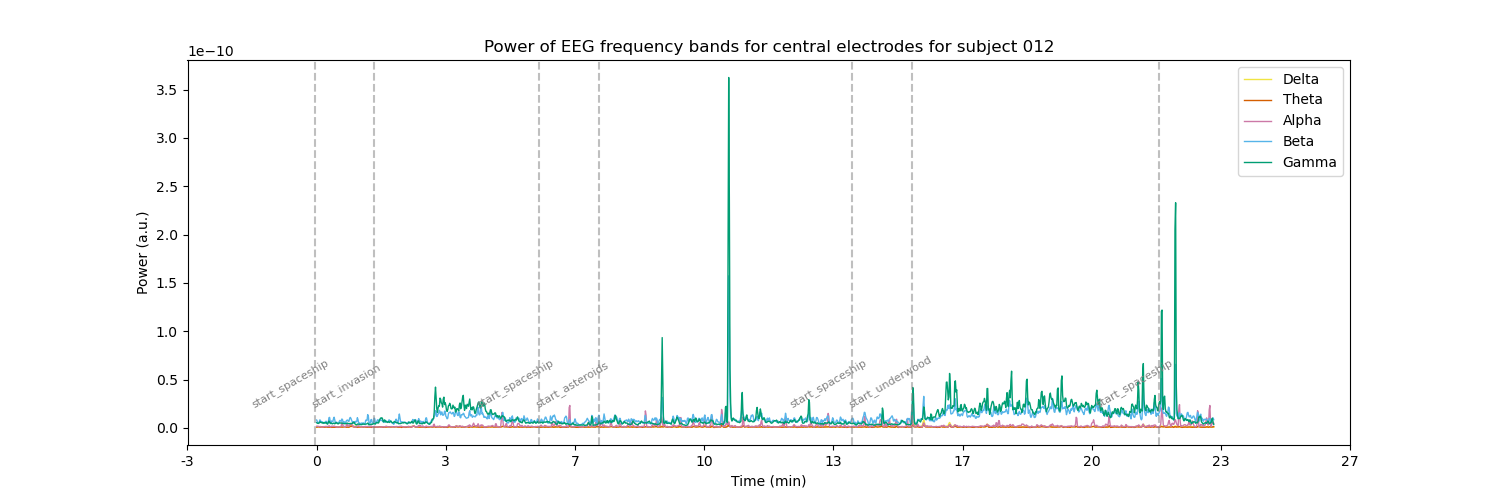 Power of EEG frequency bands for central electrodes for subject 012
1e−10
3.5
3.0
2.5
2.0
1.5
1.0
0.5
0.0
Power (a.u.)
Delta
Theta
Alpha
Beta
Gamma
start_spaceship
start_invasion
start_spaceship
start_asteroids
start_spaceship
start_underwood
start_spaceship
-3 0 3 7 10 13 17 20 23 27
Time (min)